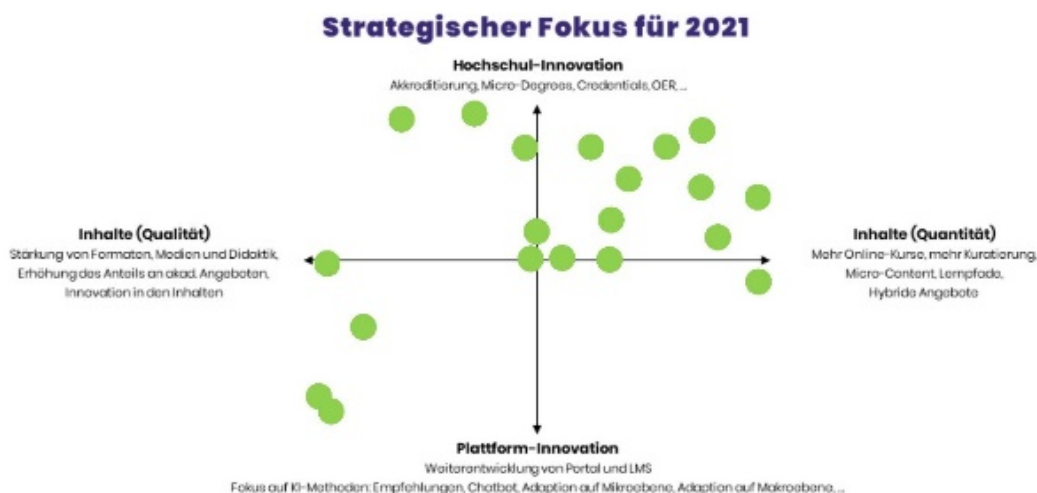 Strategischer Fokus für 2021
Hochschul-Innovation
Akkreditierung, Micro-Degrees, Credentials, OER, ...
Inhalte (Qualität)
Stärkung von Formaten, Medien und Didaktik,
Erhöhung des Anteils an akad. Angeboten,
Innovation in den Inhalten
Inhalte (Quantität)
Mehr Online-Kurse, mehr Kuratierung,
Micro-Content, Lernpfade,
Hybride Angebote
Plattform-Innovation
Weiterentwicklung von Portal und LMS
Fokus auf KI-Methoden: Empfehlungen, Chatbot, Adaption auf Mikroebene, Adaption auf Makroebene, ...